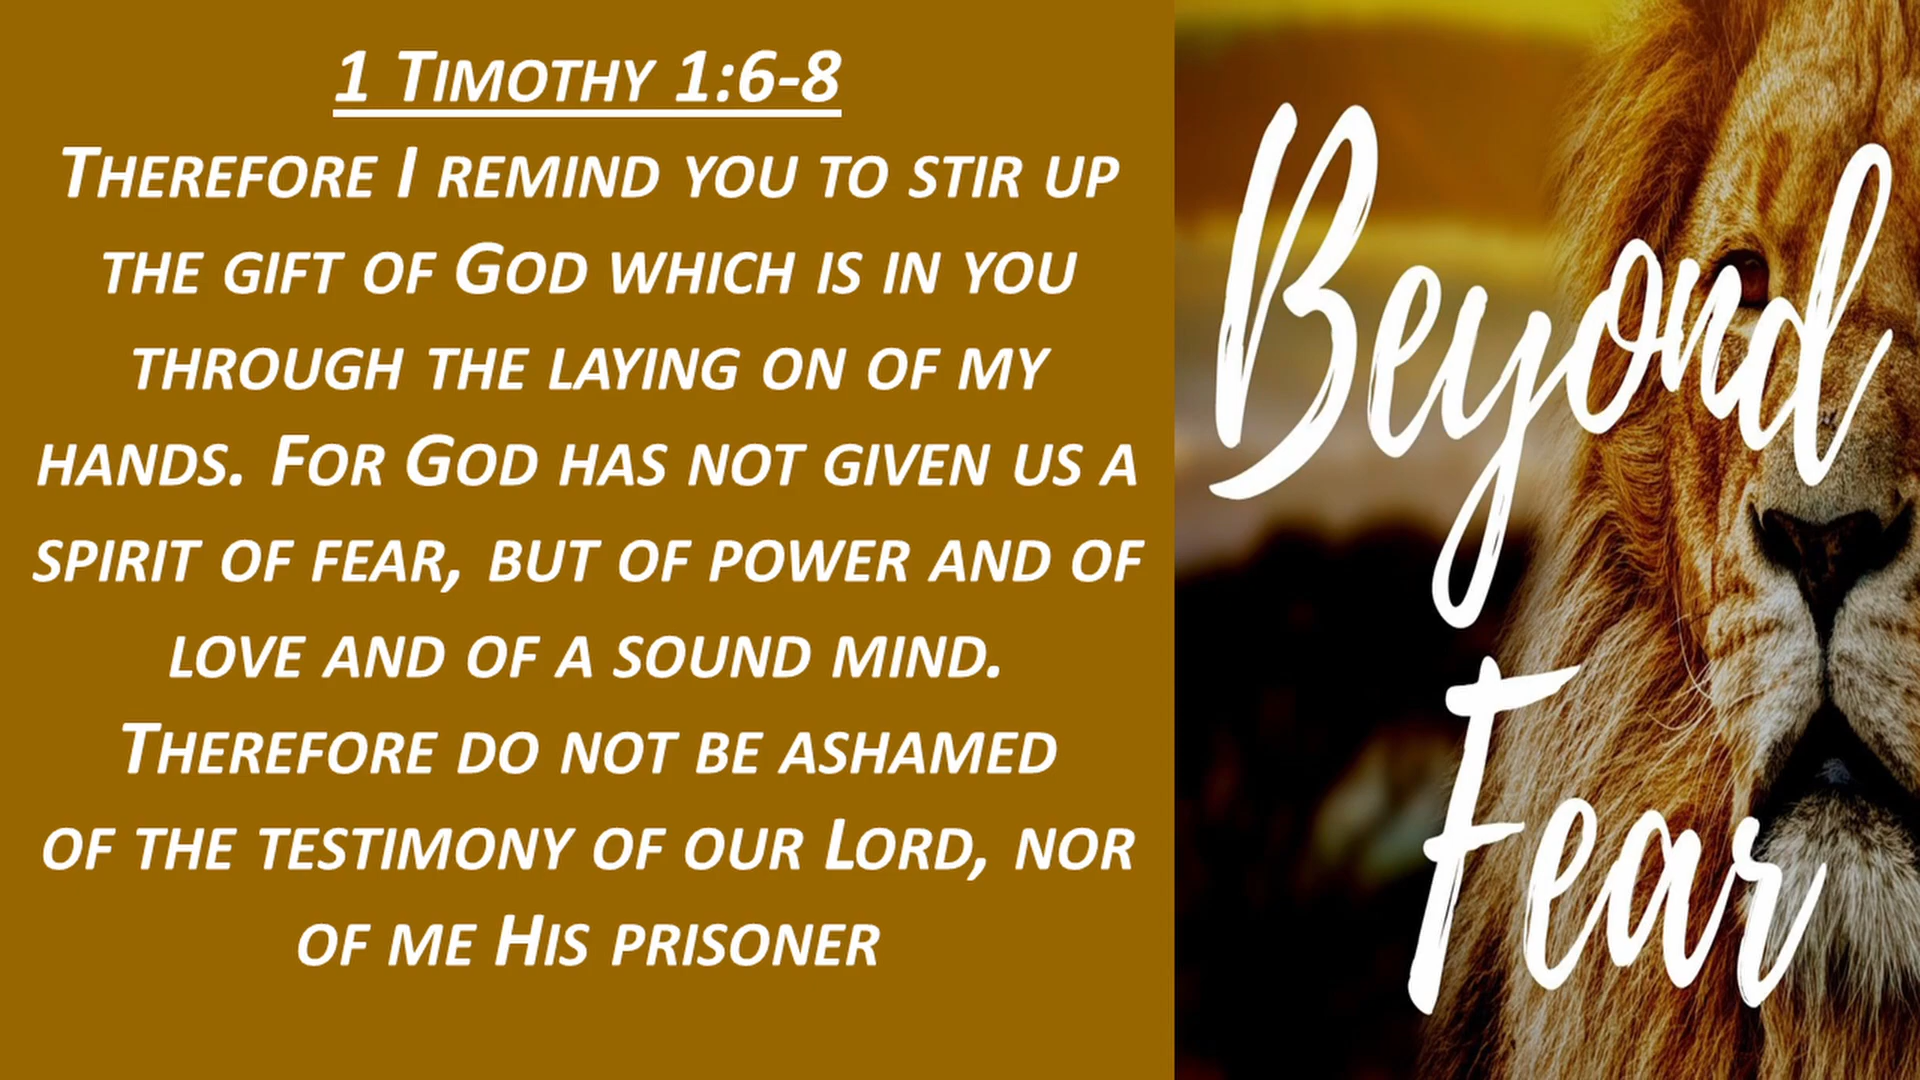 1 Timothy 1:6-8
Therefore I remind you to stir up
the gift of God which is in you
through the laying on of my
hands. For God has not given us a
spirit of fear, but of power and of
love and of a sound mind.
Therefore do not be ashamed
of the testimony of our Lord, nor
of me His prisoner
Beyond
Fear